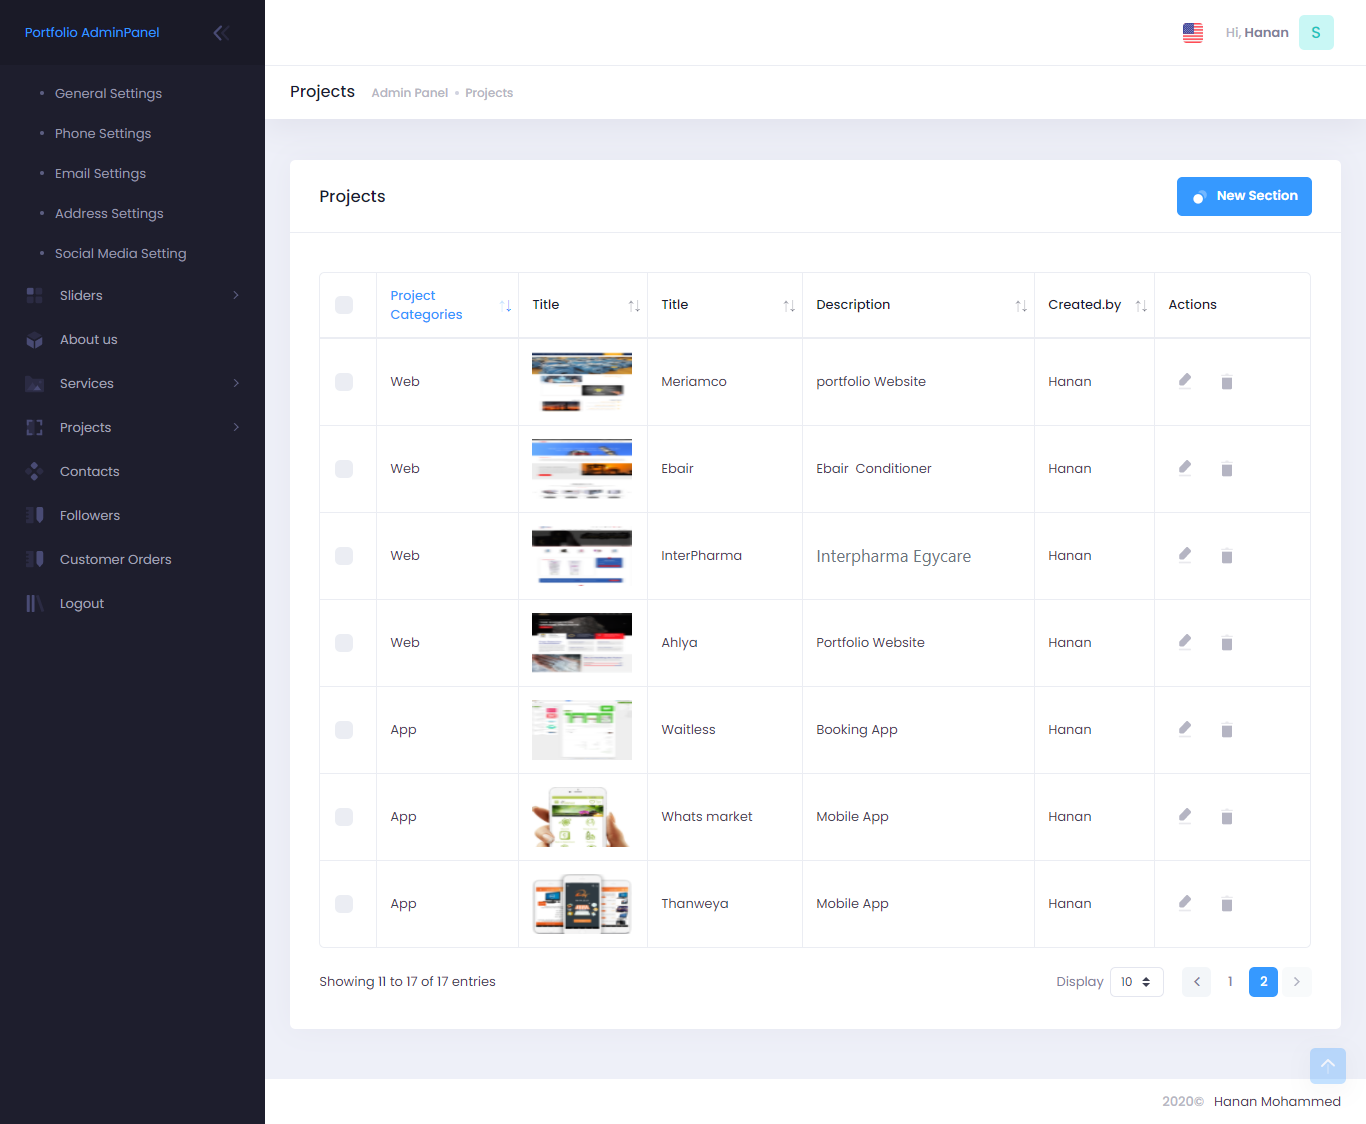 Portfolio AdminPanel
Hi, Hanan
S
Projects
Admin Panel • Projects
General Settings
Phone Settings
Email Settings
Address Settings
Social Media Setting
Sliders
About us
Services
Projects
Contacts
Followers
Customer Orders
Logout
Projects
New Section
Project Categories Title Title Description Created.by Actions
Web Meriamco portfolio Website Hanan
Web Ebair Ebair Conditioner Hanan
Web InterPharma Interpharma Egycare Hanan
Web Ahlya Portfolio Website Hanan
App Waitless Booking App Hanan
App Whats market Mobile App Hanan
App Thanweya Mobile App Hanan
Showing 11 to 17 of 17 entries
Display 10 1 2
2020© Hanan Mohammed